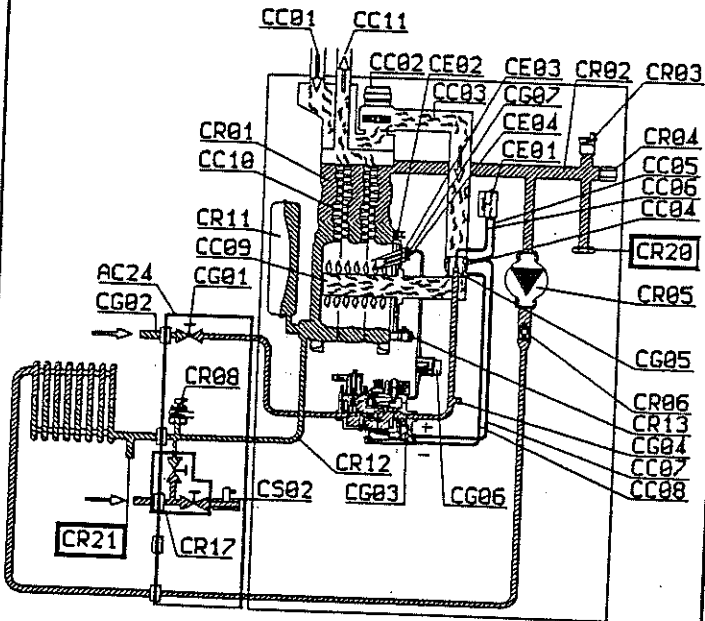 CC01 CC11
CC02 CE02 CE03 CR02 CR03
CC03 CG07
CR01 CE04 CR04
CC10 CE01
CC05
CR11 CC06
CC09 CC04
AC24 CG01 CR20
CG02 CR05
CG05
CR08 CR06
CR13
CG04
CR12 CC07
CS02 CG03 CG06 CC08
CR21 CR17
+
−